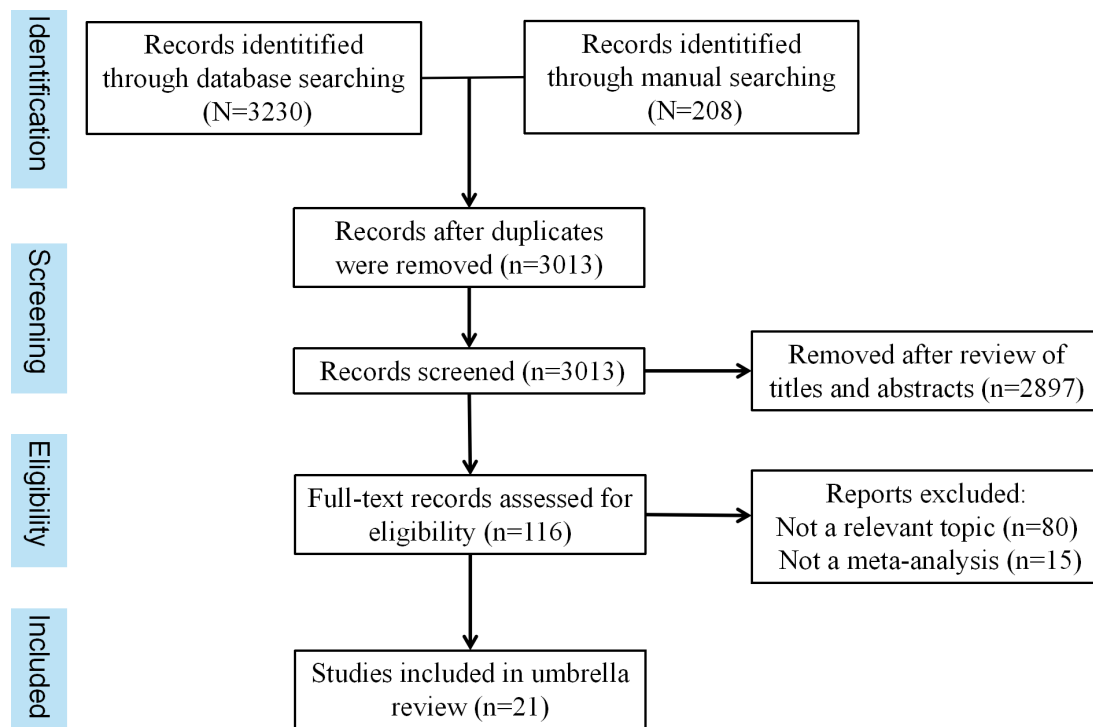 Identification
Records identitified
through database searching
(N=3230)
Records identitified
through manual searching
(N=208)
Screening
Records after duplicates
were removed (n=3013)
Records screened (n=3013)
Removed after review of
titles and abstracts (n=2897)
Eligibility
Full-text records assessed for
eligibility (n=116)
Reports excluded:
Not a relevant topic (n=80)
Not a meta-analysis (n=15)
Included
Studies included in umbrella
review (n=21)